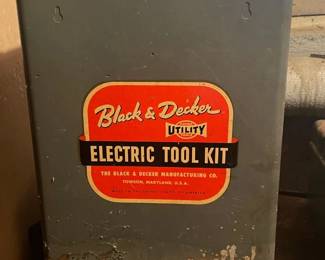 Black & Decker
UTILITY
ELECTRIC TOOL KIT
THE BLACK & DECKER MANUFACTURING CO.
TOWSON, MARYLAND, U.S.A.